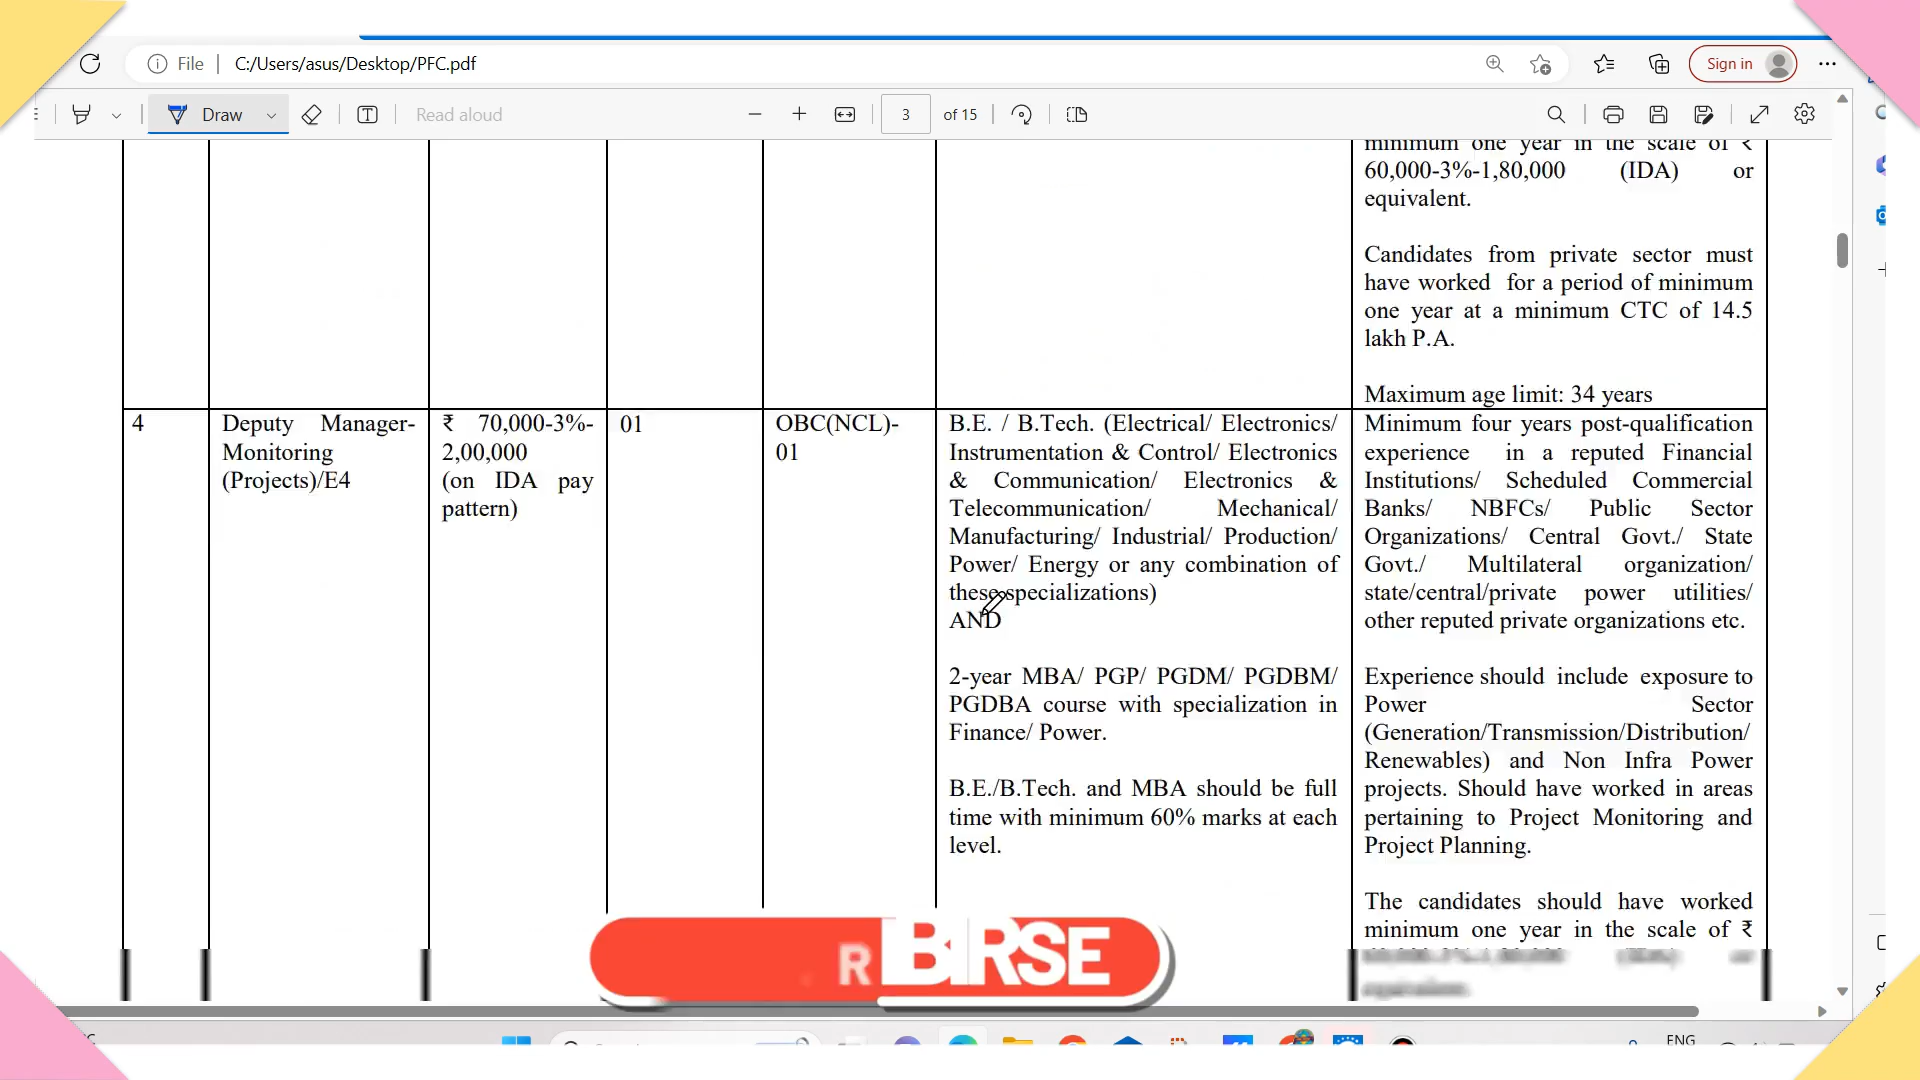 File
C:/Users/asus/Desktop/PFC.pdf
Sign in
Draw
Read aloud
3
of 15
minimum one year in the scale of ₹
60,000-3%-1,80,000 (IDA) or
equivalent.
Candidates from private sector must
have worked for a period of minimum
one year at a minimum CTC of 14.5
lakh P.A.
Maximum age limit: 34 years
4
Deputy Manager-
Monitoring
(Projects)/E4
₹ 70,000-3%-
2,00,000
(on IDA pay
pattern)
01
OBC(NCL)-
01
B.E. / B.Tech. (Electrical/ Electronics/
Instrumentation & Control/ Electronics
& Communication/ Electronics &
Telecommunication/ Mechanical/
Manufacturing/ Industrial/ Production/
Power/ Energy or any combination of
these specializations)
AND
2-year MBA/ PGP/ PGDM/ PGDBM/
PGDBA course with specialization in
Finance/ Power.
B.E./B.Tech. and MBA should be full
time with minimum 60% marks at each
level.
Minimum four years post-qualification
experience in a reputed Financial
Institutions/ Scheduled Commercial
Banks/ NBFCs/ Public Sector
Organizations/ Central Govt./ State
Govt./ Multilateral organization/
state/central/private power utilities/
other reputed private organizations etc.
Experience should include exposure to
Power Sector
(Generation/Transmission/Distribution/
Renewables) and Non Infra Power
projects. Should have worked in areas
pertaining to Project Monitoring and
Project Planning.
The candidates should have worked
minimum one year in the scale of ₹
ENG